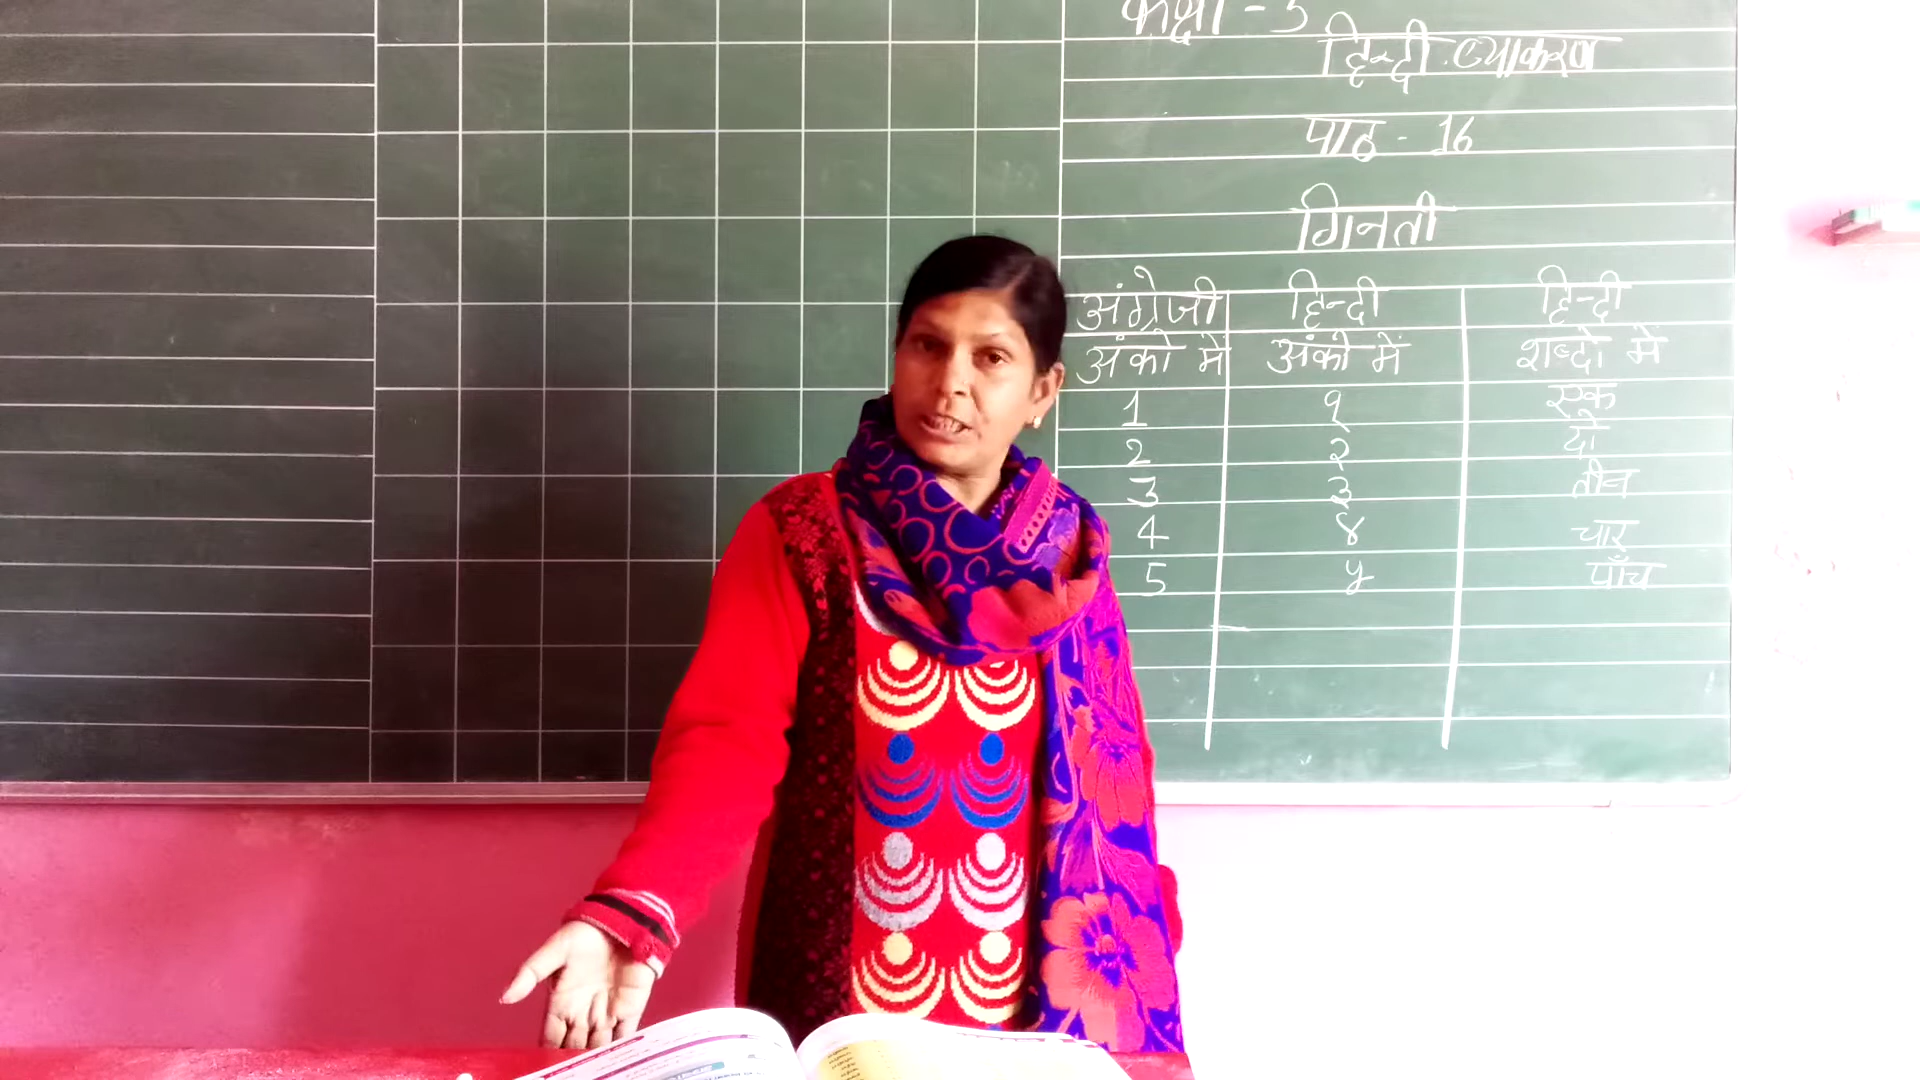 कक्षा - 5
हिन्दी व्याकरण
पाठ - 16
गिनती
अंग्रेजी हिन्दी हिन्दी
अंको में अंको में शब्दो में
1 १ एक
2 २ दो
3 ३ तीन
4 ४ चार
5 ५ पाँच